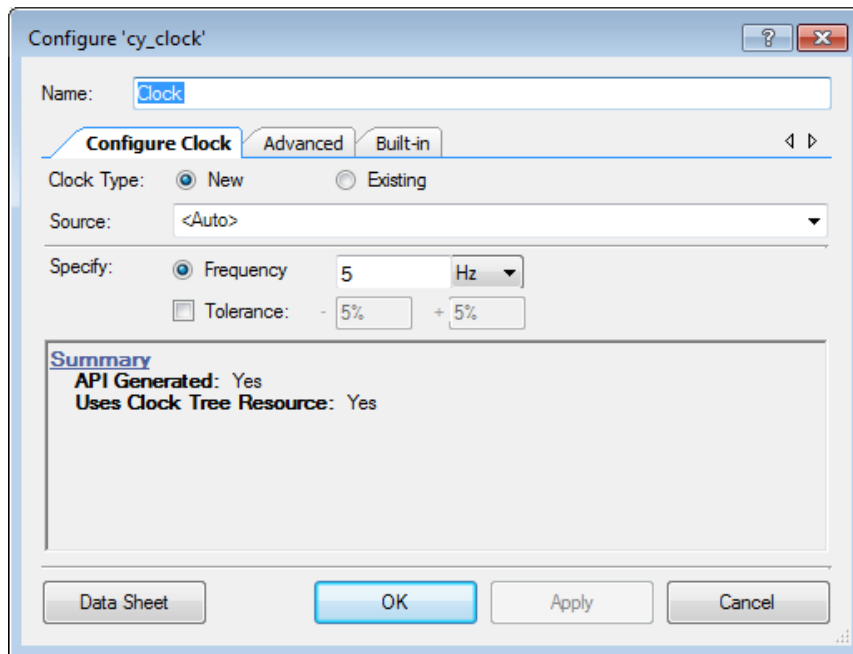 Configure 'cy_clock'
Name: Clock
Configure Clock Advanced Built-in
Clock Type: New Existing
Source: <Auto>
Specify: Frequency 5 Hz
Tolerance: - 5% + 5%
Summary
API Generated: Yes
Uses Clock Tree Resource: Yes
Data Sheet OK Apply Cancel